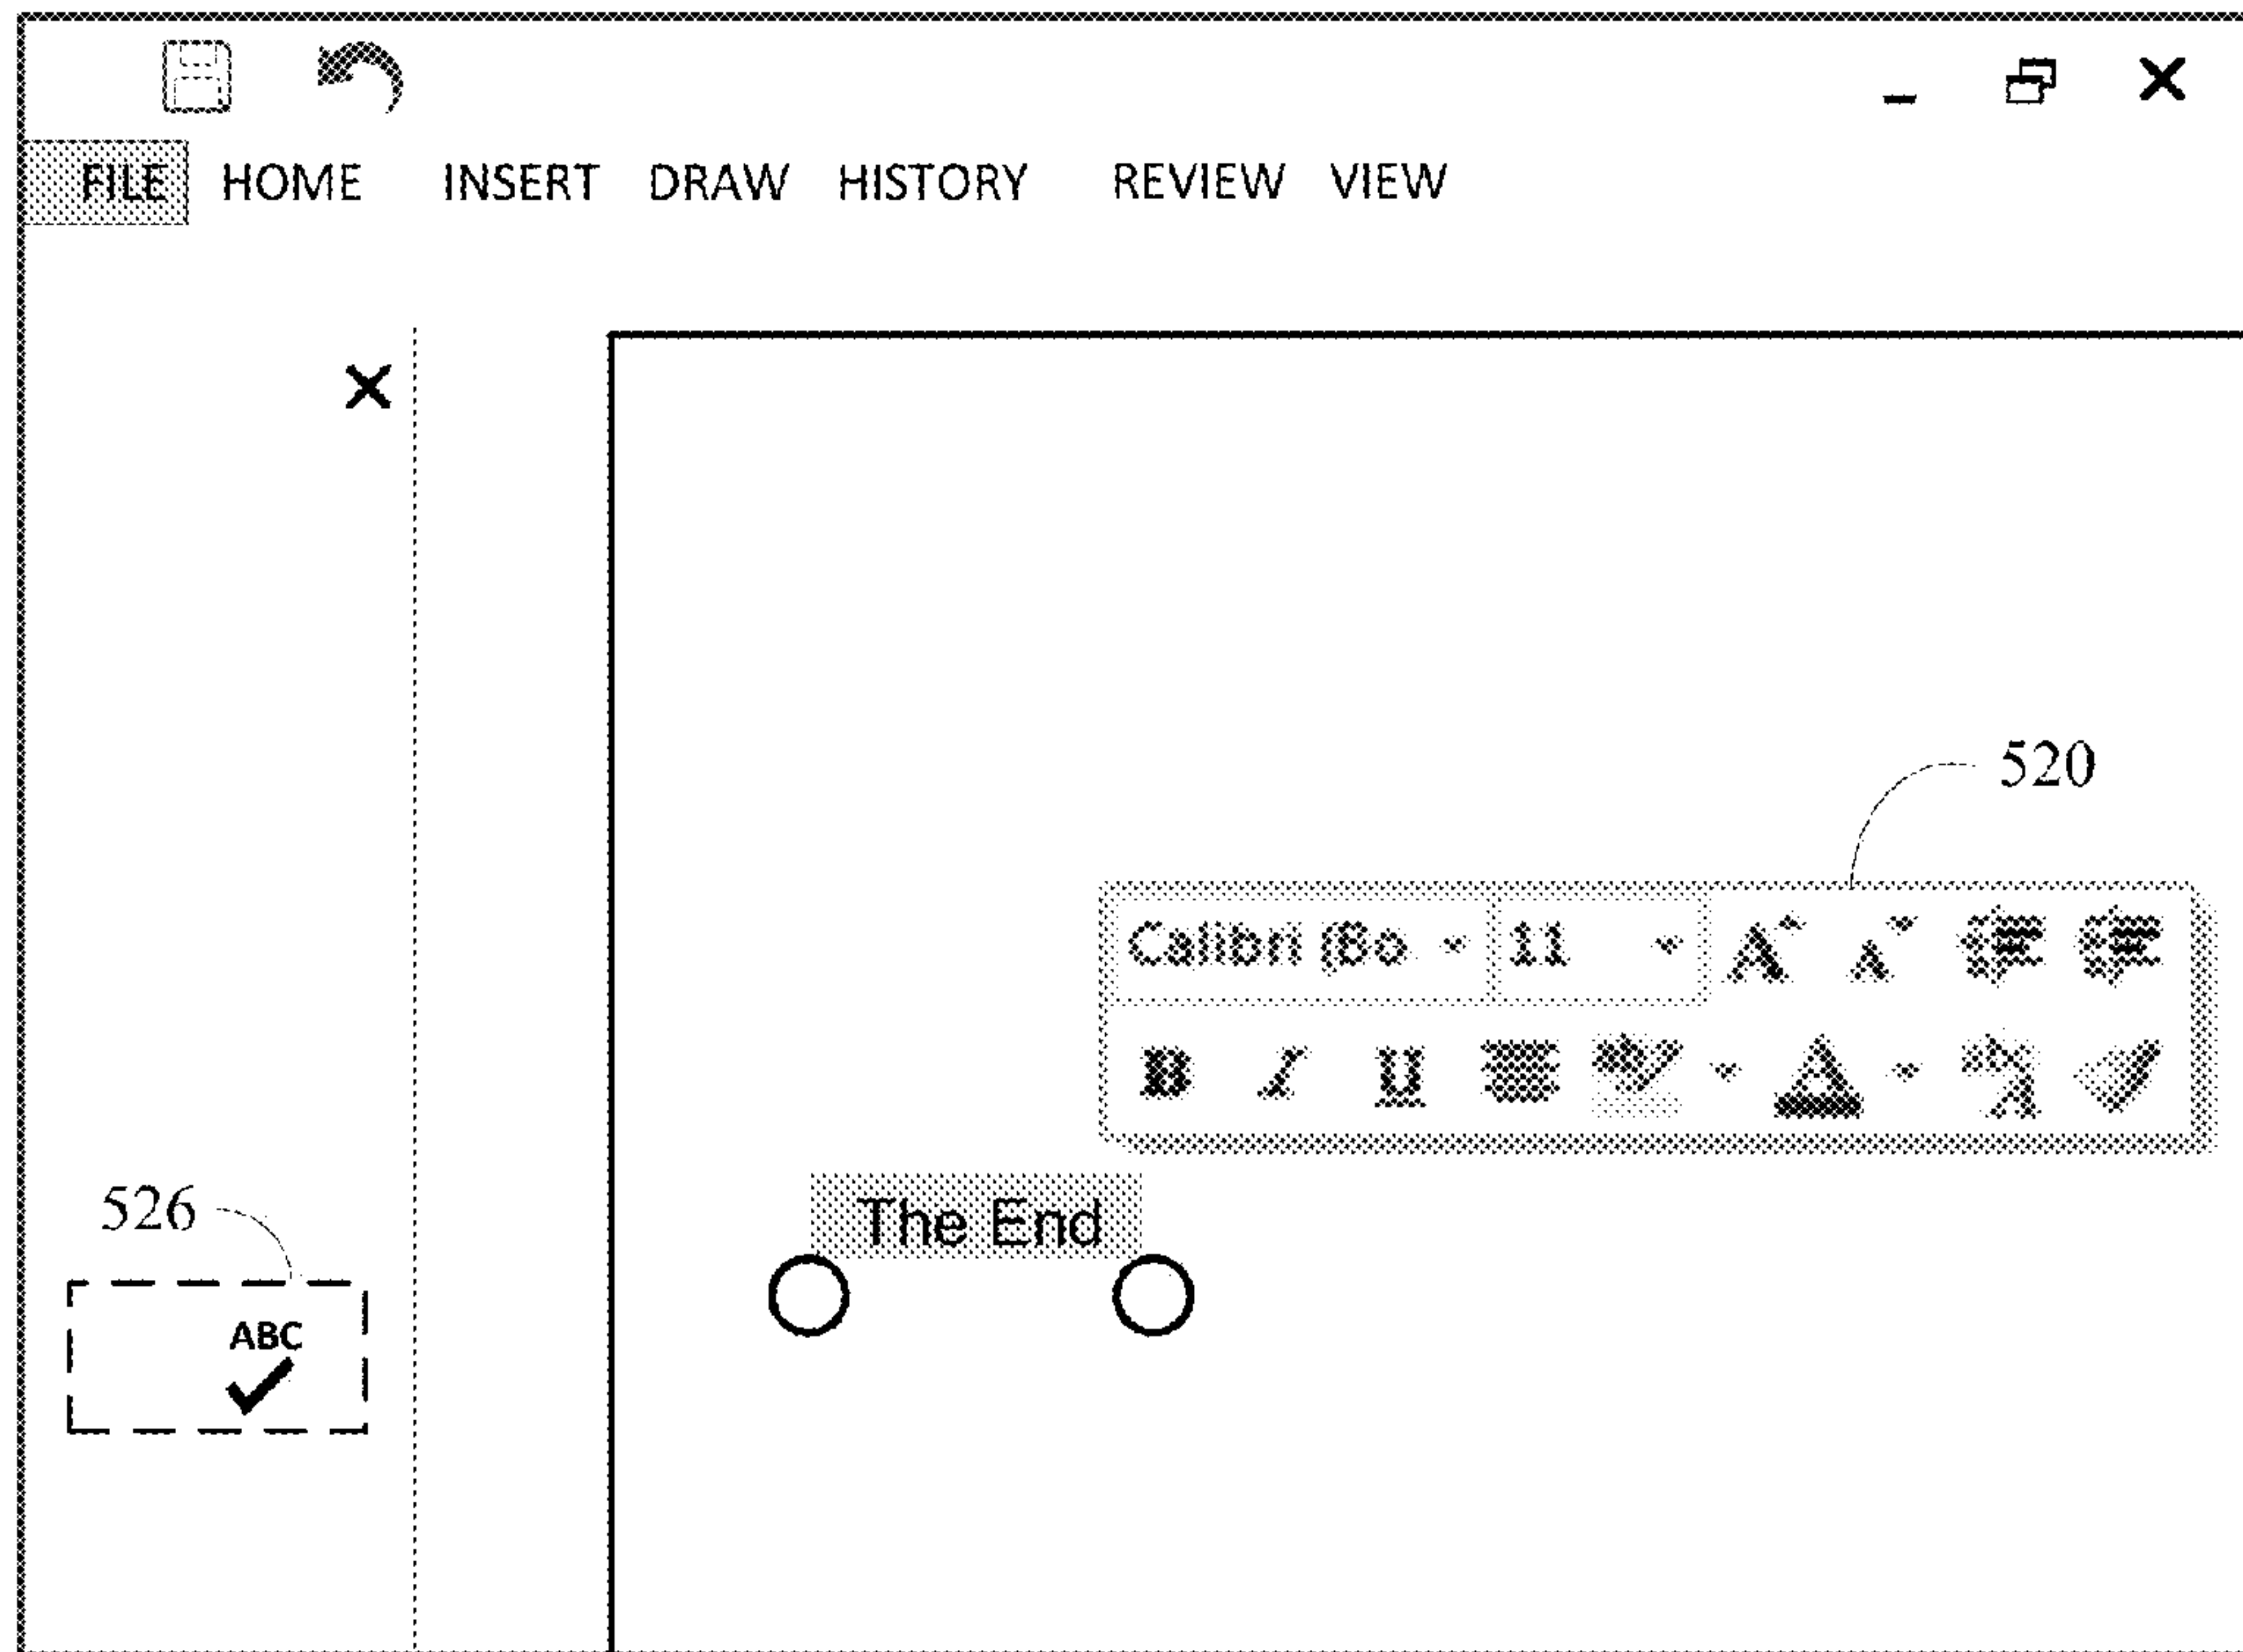 FILE HOME INSERT DRAW HISTORY REVIEW VIEW
520
Calibri (Bo 11 A A
B I U A
526
The End
ABC